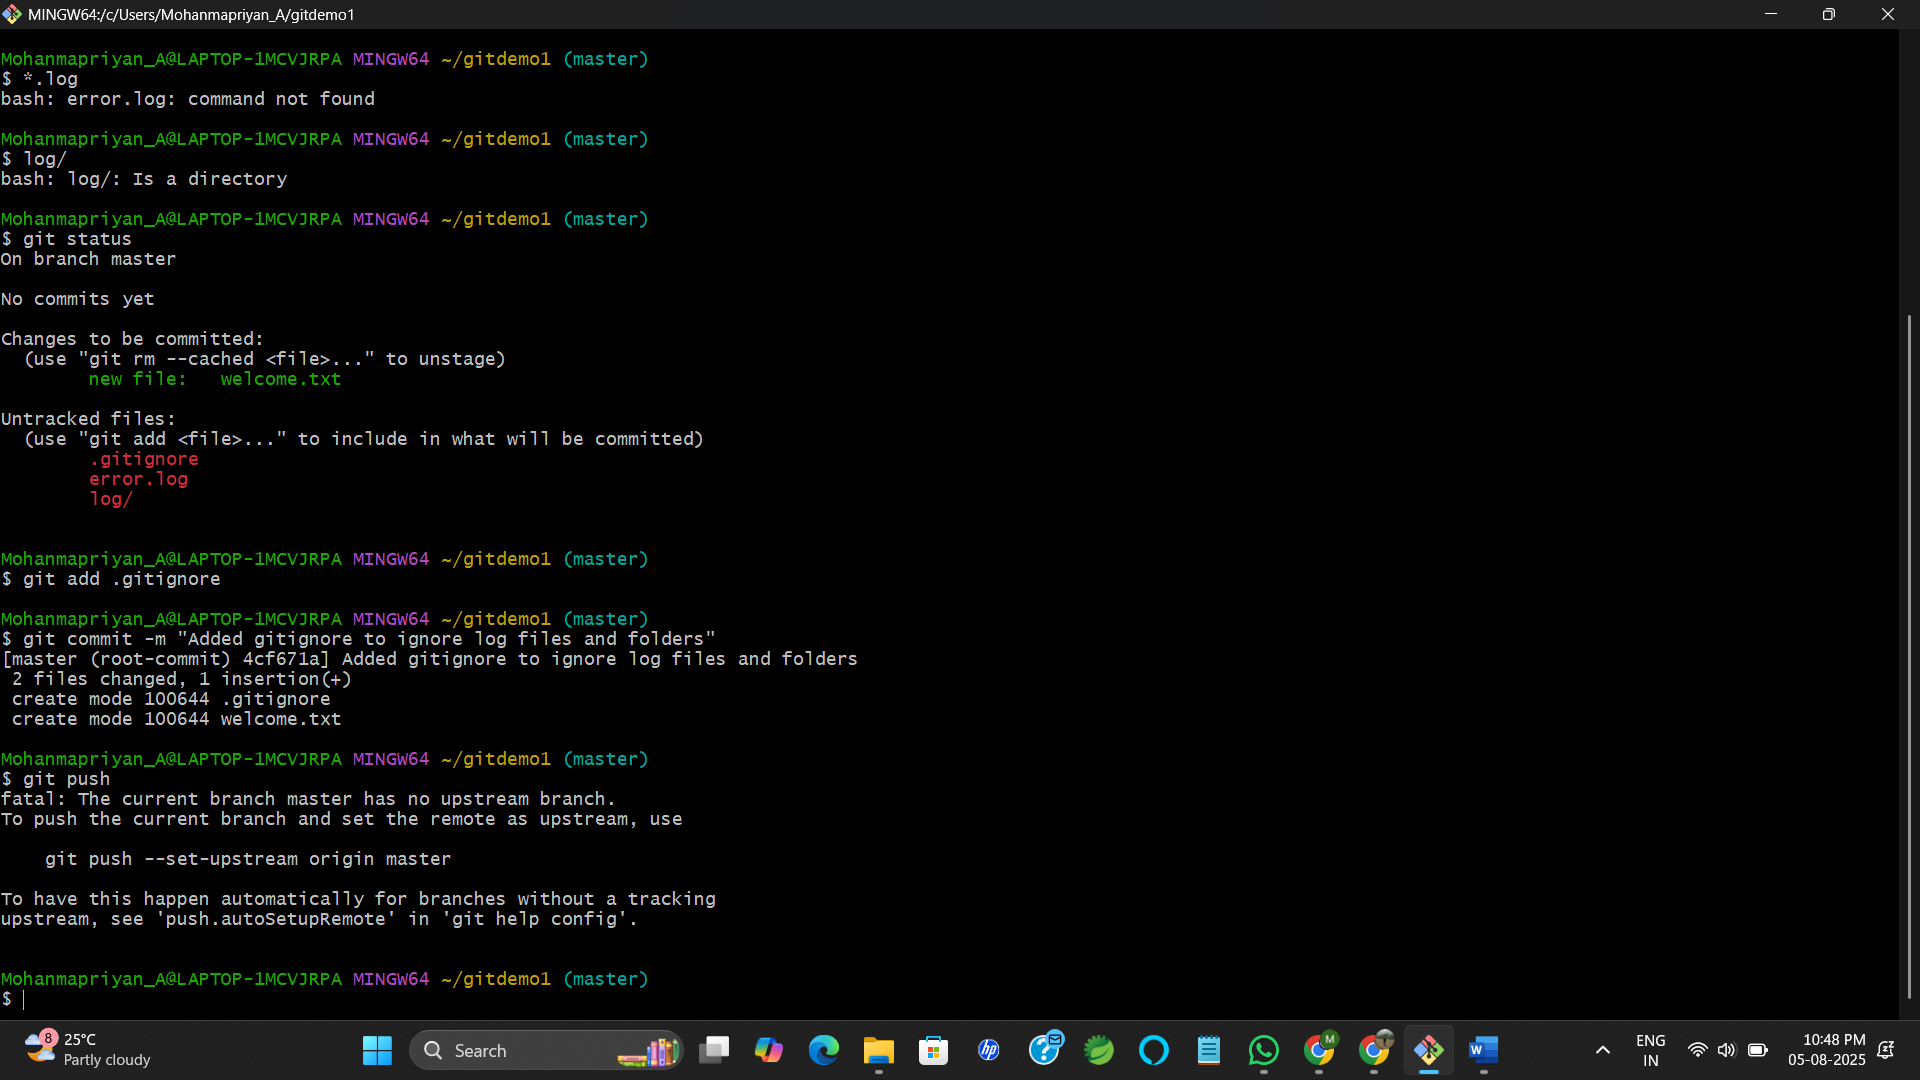 MINGW64:/c/Users/Mohanmapriyan_A/gitdemo1
Mohanmapriyan_A@LAPTOP-1MCVJRPA MINGW64 ~/gitdemo1 (master)
$ *.log
bash: error.log: command not found
Mohanmapriyan_A@LAPTOP-1MCVJRPA MINGW64 ~/gitdemo1 (master)
$ log/
bash: log/: Is a directory
Mohanmapriyan_A@LAPTOP-1MCVJRPA MINGW64 ~/gitdemo1 (master)
$ git status
On branch master
No commits yet
Changes to be committed:
(use "git rm --cached <file>..." to unstage)
new file:   welcome.txt
Untracked files:
(use "git add <file>..." to include in what will be committed)
.gitignore
error.log
log/
Mohanmapriyan_A@LAPTOP-1MCVJRPA MINGW64 ~/gitdemo1 (master)
$ git add .gitignore
Mohanmapriyan_A@LAPTOP-1MCVJRPA MINGW64 ~/gitdemo1 (master)
$ git commit -m "Added gitignore to ignore log files and folders"
[master (root-commit) 4cf671a] Added gitignore to ignore log files and folders
2 files changed, 1 insertion(+)
create mode 100644 .gitignore
create mode 100644 welcome.txt
Mohanmapriyan_A@LAPTOP-1MCVJRPA MINGW64 ~/gitdemo1 (master)
$ git push
fatal: The current branch master has no upstream branch.
To push the current branch and set the remote as upstream, use
git push --set-upstream origin master
To have this happen automatically for branches without a tracking
upstream, see 'push.autoSetupRemote' in 'git help config'.
Mohanmapriyan_A@LAPTOP-1MCVJRPA MINGW64 ~/gitdemo1 (master)
$
8
25°C
Partly cloudy
Search
hp
M
W
ENG
IN
10:48 PM
05-08-2025